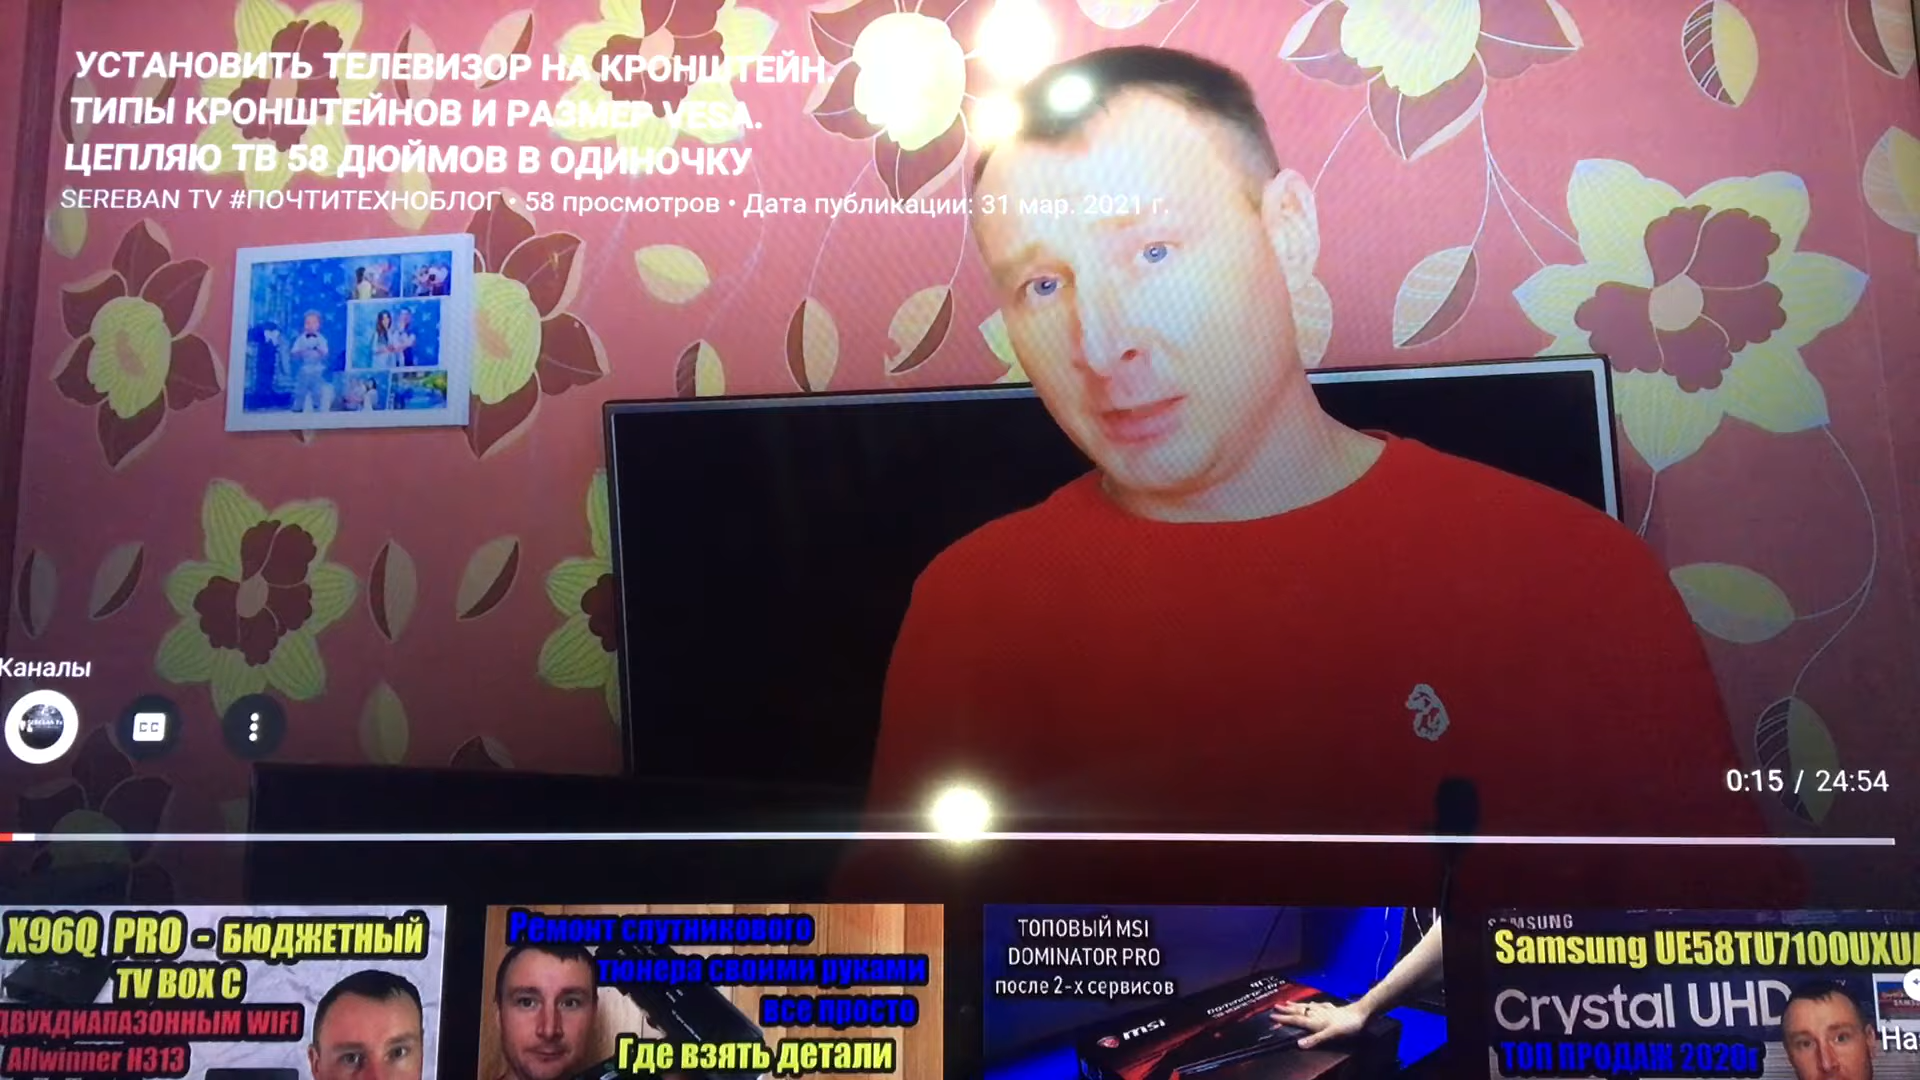 УСТАНОВИТЬ ТЕЛЕВИЗОР НА КРОНШТЕЙН.
ТИПЫ КРОНШТЕЙНОВ И РАЗМЕР VESA.
ЦЕПЛЯЮ ТВ 58 ДЮЙМОВ В ОДИНОЧКУ
SEREBAN TV #ПОЧТИТЕХНОБЛОГ • 58 просмотров • Дата публикации: 31 мар. 2021 г.
Каналы
CC
0:15 / 24:54
X96Q PRO - БЮДЖЕТНЫЙ
TV BOX С
ДВУХДИАПАЗОННЫМ WIFI
Allwinner H313
Ремонт спутникового
тюнера своими руками
все просто
Где взять детали
ТОПОВЫЙ MSI
DOMINATOR PRO
после 2-х сервисов
msi
SAMSUNG
Samsung UE58TU7100UXU
Crystal UHD
ТОП ПРОДАЖ 2020г